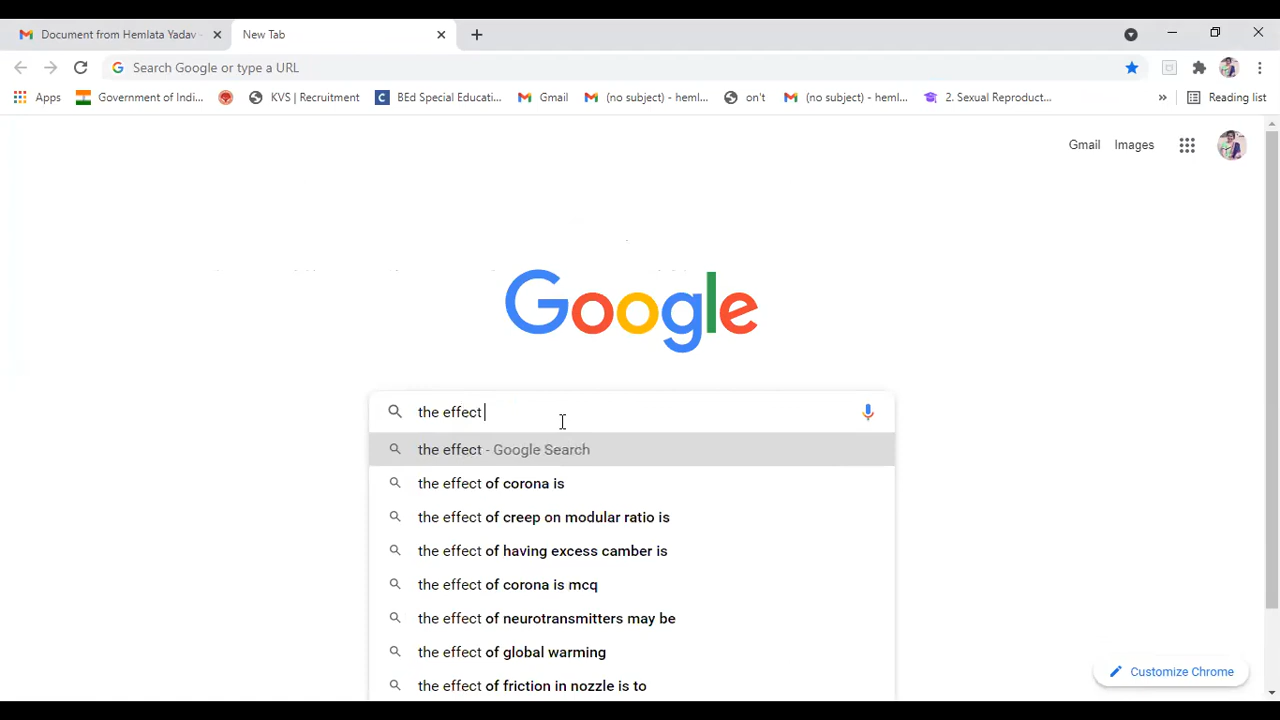 Document from Hemlata Yadav -
New Tab
Search Google or type a URL
Apps
Government of Indi...
KVS | Recruitment
BEd Special Educati...
Gmail
(no subject) - heml...
on't
(no subject) - heml...
2. Sexual Reproduct...
»
Reading list
Gmail
Images
Google
the effect
the effect - Google Search
the effect of corona is
the effect of creep on modular ratio is
the effect of having excess camber is
the effect of corona is mcq
the effect of neurotransmitters may be
the effect of global warming
the effect of friction in nozzle is to
Customize Chrome